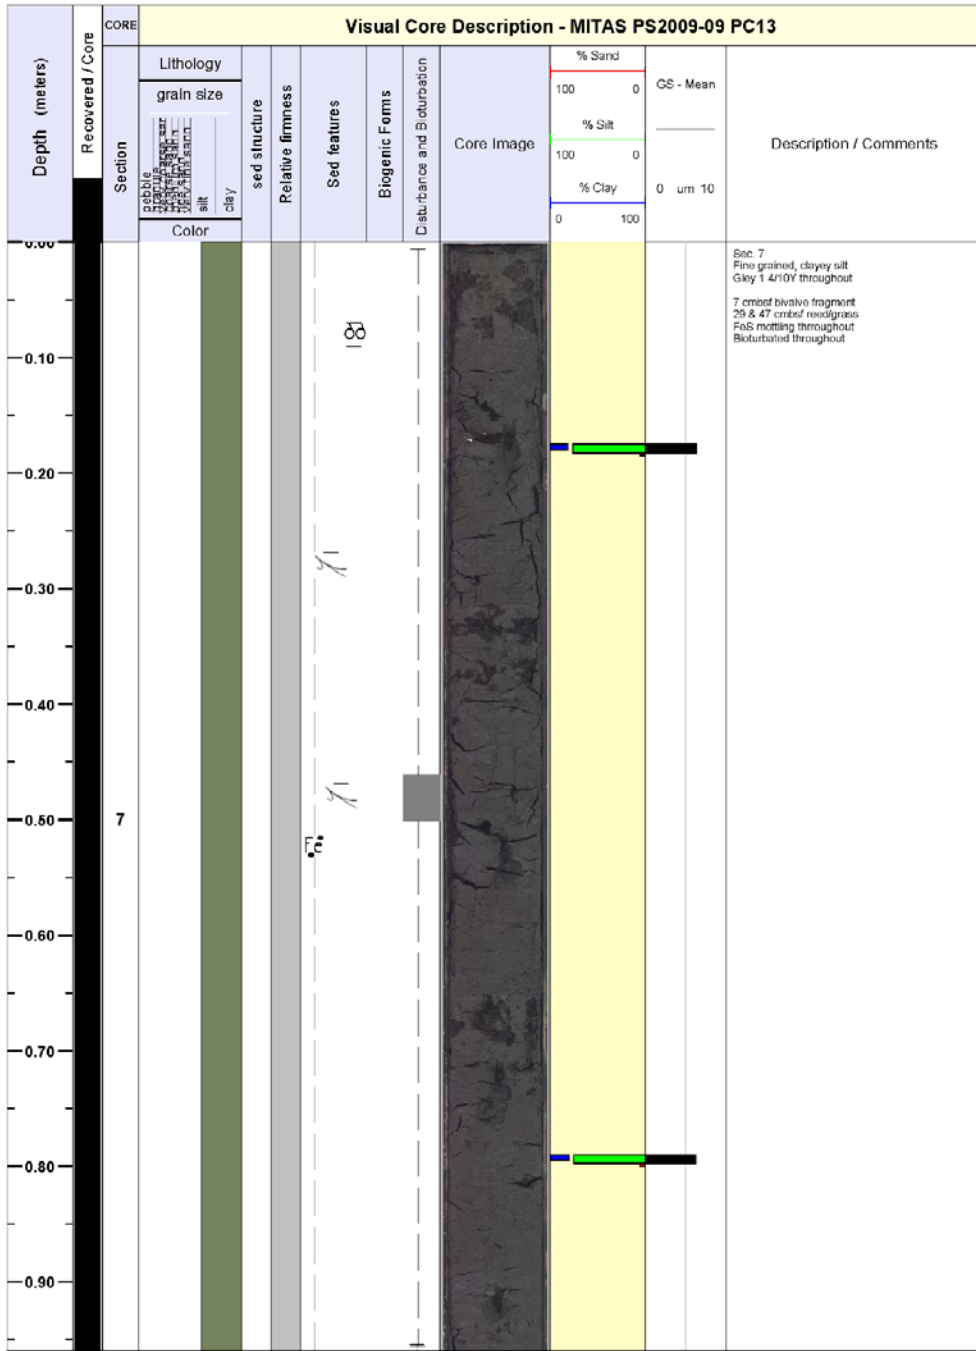 Visual Core Description - MITAS PS2009-09 PC13
CORE
Depth (meters)
Recovered / Core
Section
Lithology
grain size
pebble
silt
clay
Color
sed structure
Relative firmness
Sed features
Biogenic Forms
Disturbance and Bioturbation
Core Image
% Sand
100 0
% Silt
100 0
% Clay
0 100
GS - Mean
0 um 10
Description / Comments
0.00
0.10
0.20
0.30
0.40
0.50
0.60
0.70
0.80
0.90
7
Sec. 7
Fine grained, clayey silt
Gley 1 4/10Y throughout
7 cmbsf bivalve fragment
29 & 47 cmbsf reed/grass
FeS mottling thrroughout
Bioturbated throughout